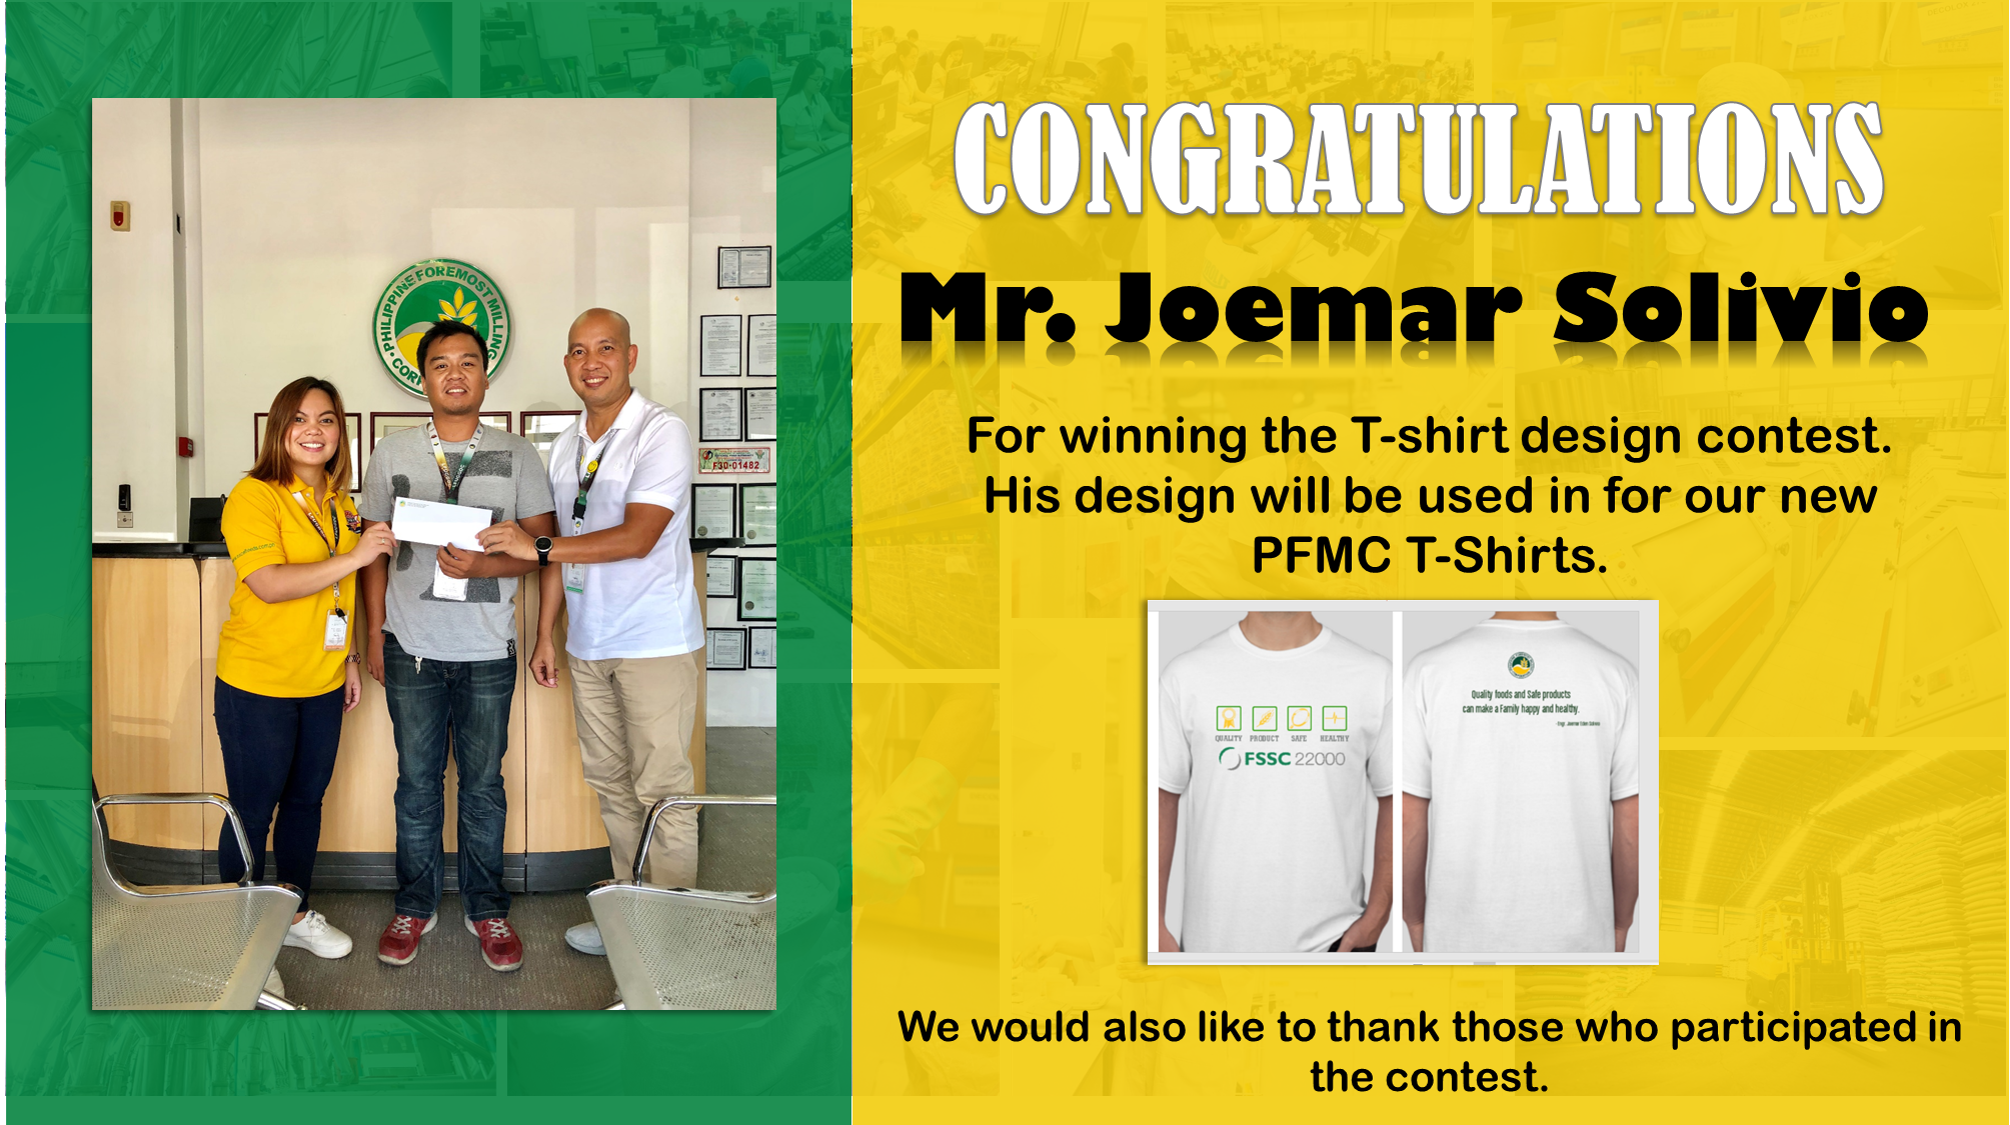 CONGRATULATIONS
Mr. Joemar Solivio
For winning the T-shirt design contest.
His design will be used in for our new
PFMC T-Shirts.
PHILIPPINE FOREMOST MILLING
F3D-01482
QUALITY PRODUCT SAFE HEALTHY
FSSC 22000
Quality foods and Safe products
can make a Family happy and healthy.
We would also like to thank those who participated in
the contest.